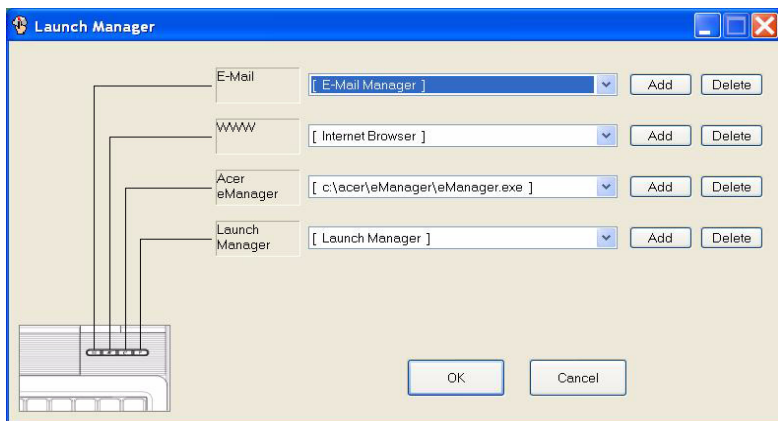 Launch Manager
E-Mail
[ E-Mail Manager ]
Add
Delete
WWW
[ Internet Browser ]
Add
Delete
Acer
eManager
[ c:\acer\eManager\eManager.exe ]
Add
Delete
Launch
Manager
[ Launch Manager ]
Add
Delete
OK
Cancel